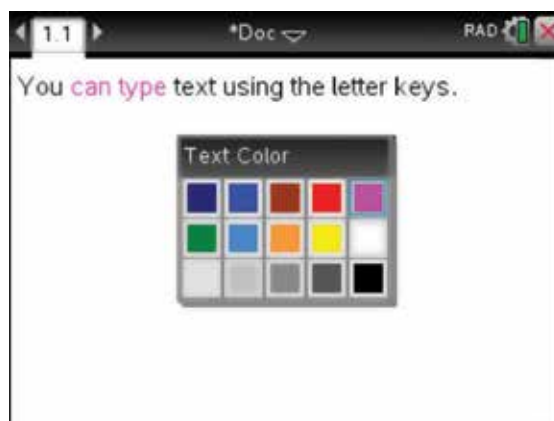 1.1 *Doc RAD
You can type text using the letter keys.
Text Color